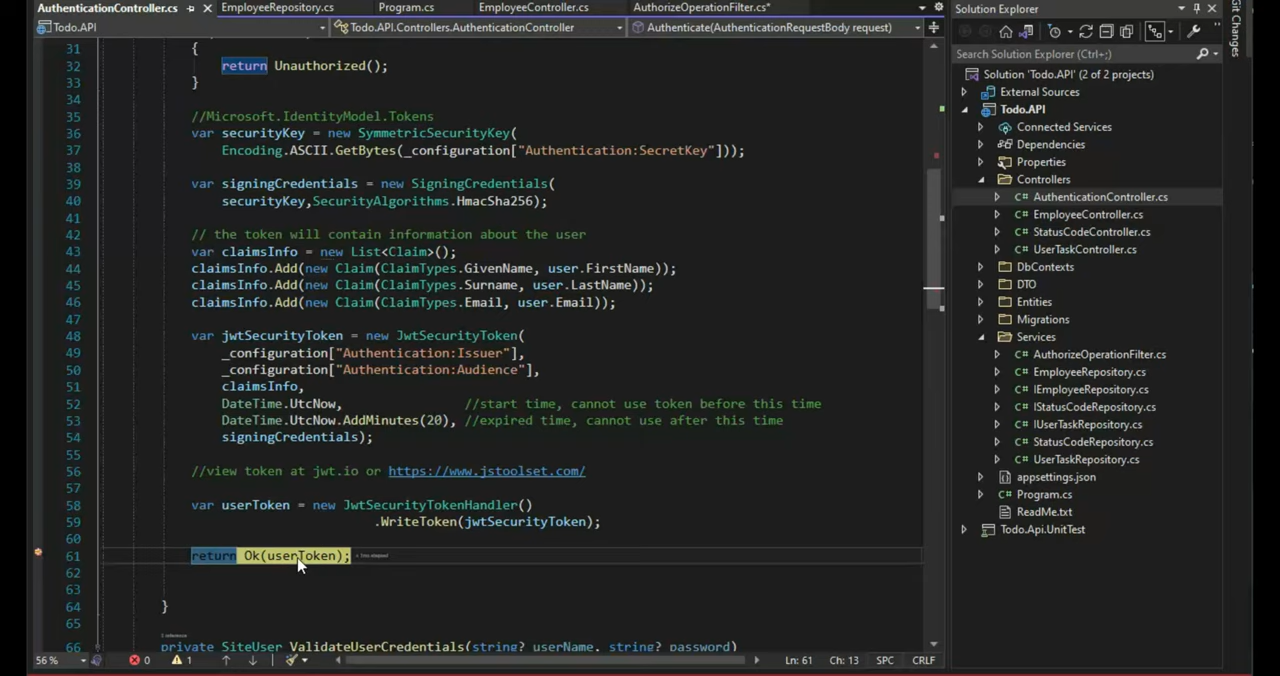 AuthenticationController.cs
EmployeeRepository.cs
Program.cs
EmployeeController.cs
AuthorizeOperationFilter.cs*
Todo.API
Todo.API.Controllers.AuthenticationController
Authenticate(AuthenticationRequestBody request)
31 {
32 return Unauthorized();
33 }
34
35 //Microsoft.IdentityModel.Tokens
36 var securityKey = new SymmetricSecurityKey(
37 Encoding.ASCII.GetBytes(_configuration["Authentication:SecretKey"]));
38
39 var signingCredentials = new SigningCredentials(
40 securityKey,SecurityAlgorithms.HmacSha256);
41
42 // the token will contain information about the user
43 var claimsInfo = new List<Claim>();
44 claimsInfo.Add(new Claim(ClaimTypes.GivenName, user.FirstName));
45 claimsInfo.Add(new Claim(ClaimTypes.Surname, user.LastName));
46 claimsInfo.Add(new Claim(ClaimTypes.Email, user.Email));
47
48 var jwtSecurityToken = new JwtSecurityToken(
49 _configuration["Authentication:Issuer"],
50 _configuration["Authentication:Audience"],
51 claimsInfo,
52 DateTime.UtcNow, //start time, cannot use token before this time
53 DateTime.UtcNow.AddMinutes(20), //expired time, cannot use after this time
54 signingCredentials);
55
56 //view token at jwt.io or https://www.jstoolset.com/
57
58 var userToken = new JwtSecurityTokenHandler()
59 .WriteToken(jwtSecurityToken);
60
61 return Ok(userToken);
62
63
64 }
65
66 private SiteUser ValidateUserCredentials(string? userName, string? password)
56 %
0
1
Ln: 61 Ch: 13 SPC CRLF
Solution Explorer
Search Solution Explorer (Ctrl+;)
Solution 'Todo.API' (2 of 2 projects)
External Sources
Todo.API
Connected Services
Dependencies
Properties
Controllers
C# AuthenticationController.cs
C# EmployeeController.cs
C# StatusCodeController.cs
C# UserTaskController.cs
DbContexts
DTO
Entities
Migrations
Services
C# AuthorizeOperationFilter.cs
C# EmployeeRepository.cs
C# IEmployeeRepository.cs
C# IStatusCodeRepository.cs
C# IUserTaskRepository.cs
C# StatusCodeRepository.cs
C# UserTaskRepository.cs
appsettings.json
C# Program.cs
ReadMe.txt
Todo.Api.UnitTest
Git Changes